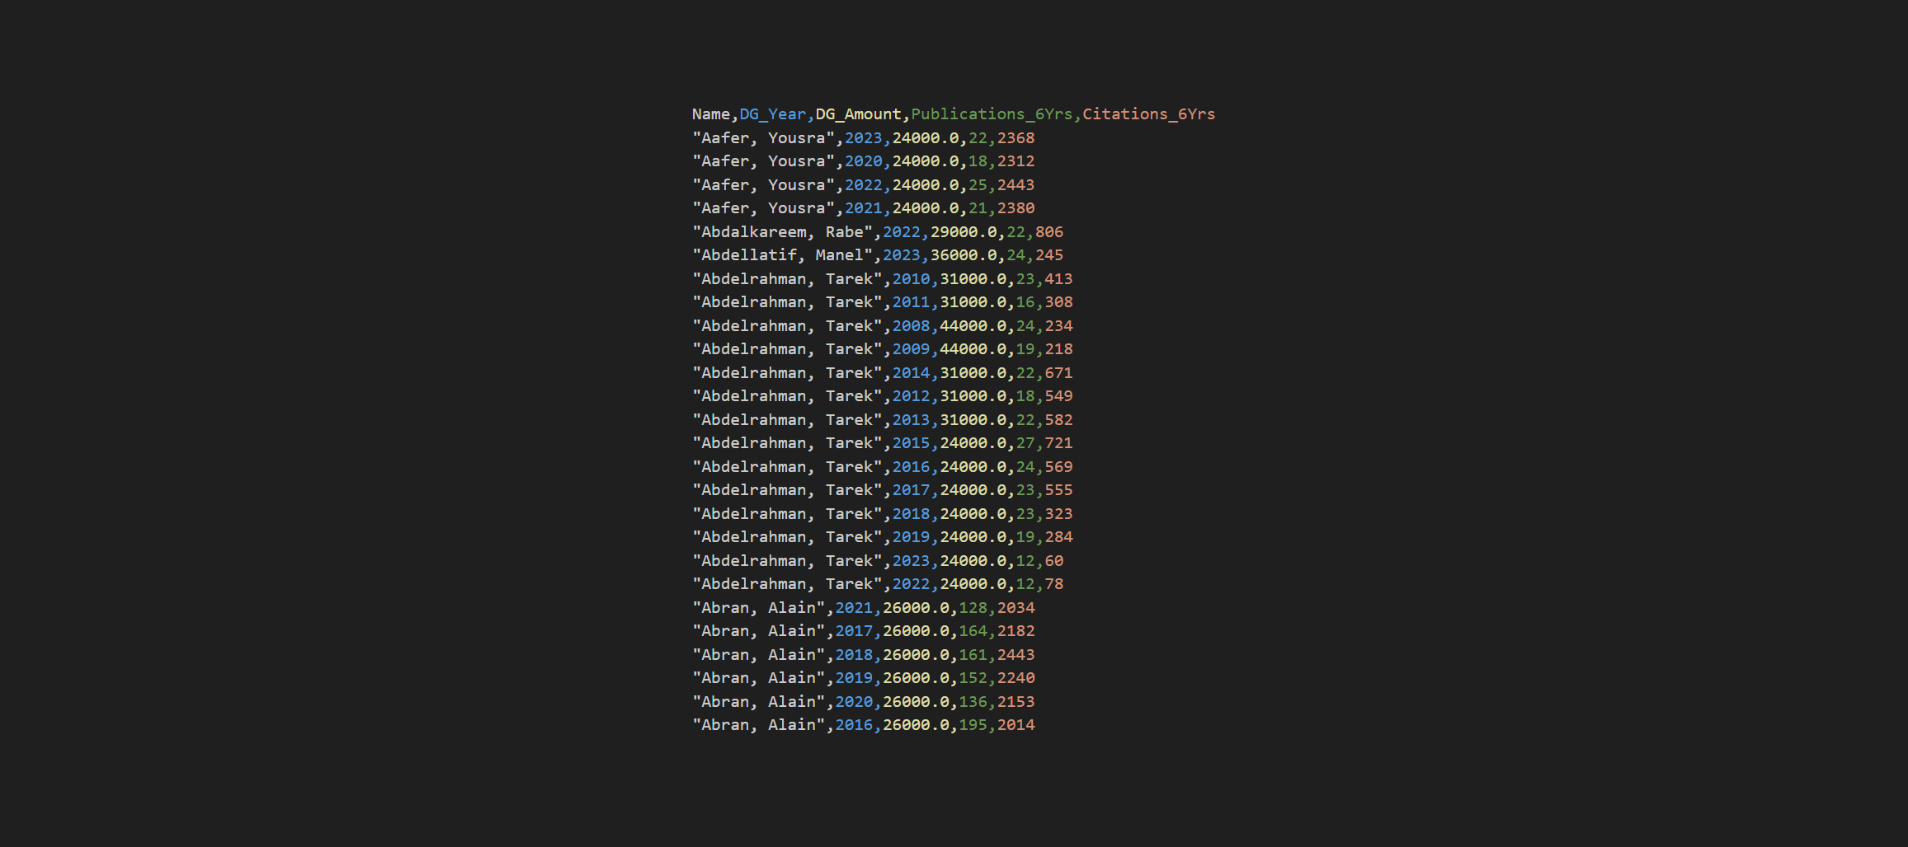 Name,DG_Year,DG_Amount,Publications_6Yrs,Citations_6Yrs
"Aafer, Yousra",2023,24000.0,22,2368
"Aafer, Yousra",2020,24000.0,18,2312
"Aafer, Yousra",2022,24000.0,25,2443
"Aafer, Yousra",2021,24000.0,21,2380
"Abdalkareem, Rabe",2022,29000.0,22,806
"Abdellatif, Manel",2023,36000.0,24,245
"Abdelrahman, Tarek",2010,31000.0,23,413
"Abdelrahman, Tarek",2011,31000.0,16,308
"Abdelrahman, Tarek",2008,44000.0,24,234
"Abdelrahman, Tarek",2009,44000.0,19,218
"Abdelrahman, Tarek",2014,31000.0,22,671
"Abdelrahman, Tarek",2012,31000.0,18,549
"Abdelrahman, Tarek",2013,31000.0,22,582
"Abdelrahman, Tarek",2015,24000.0,27,721
"Abdelrahman, Tarek",2016,24000.0,24,569
"Abdelrahman, Tarek",2017,24000.0,23,555
"Abdelrahman, Tarek",2018,24000.0,23,323
"Abdelrahman, Tarek",2019,24000.0,19,284
"Abdelrahman, Tarek",2023,24000.0,12,60
"Abdelrahman, Tarek",2022,24000.0,12,78
"Abran, Alain",2021,26000.0,128,2034
"Abran, Alain",2017,26000.0,164,2182
"Abran, Alain",2018,26000.0,161,2443
"Abran, Alain",2019,26000.0,152,2240
"Abran, Alain",2020,26000.0,136,2153
"Abran, Alain",2016,26000.0,195,2014